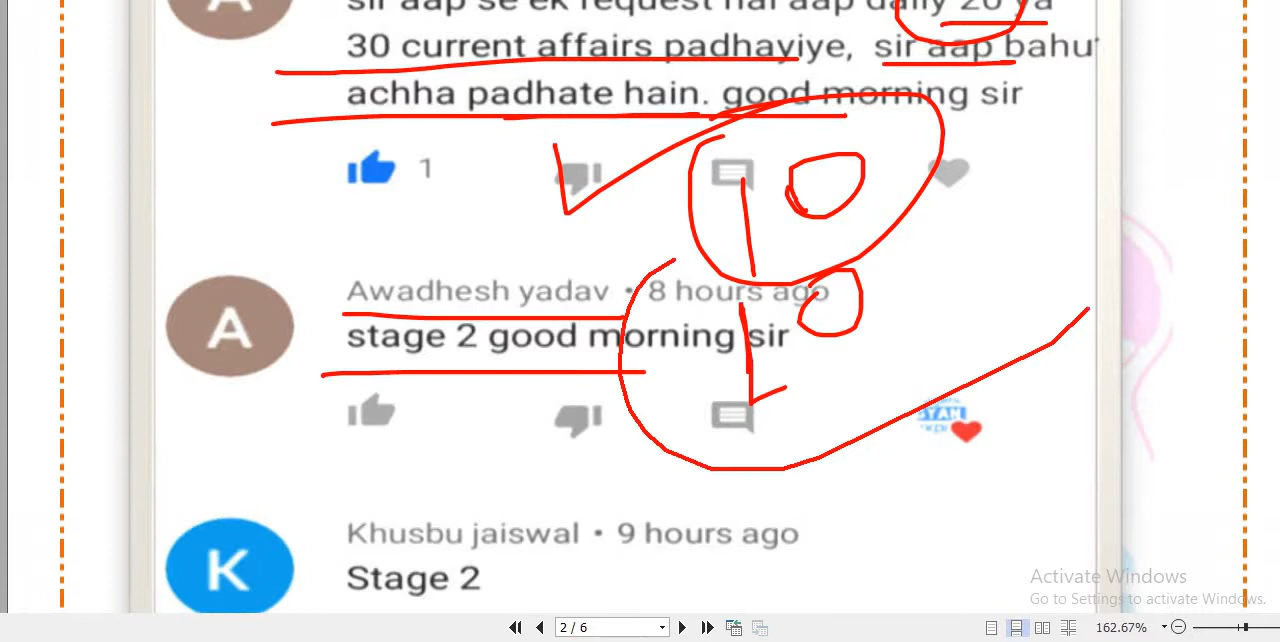 sir aap se ek request hai aap daily 20 ya
30 current affairs padhayiye, sir aap bahut
achha padhate hain. good morning sir
1
A
Awadhesh yadav • 8 hours ago
stage 2 good morning sir
K
Khusbu jaiswal • 9 hours ago
Stage 2
Activate Windows
Go to Settings to activate Windows.
2 / 6
162.67%